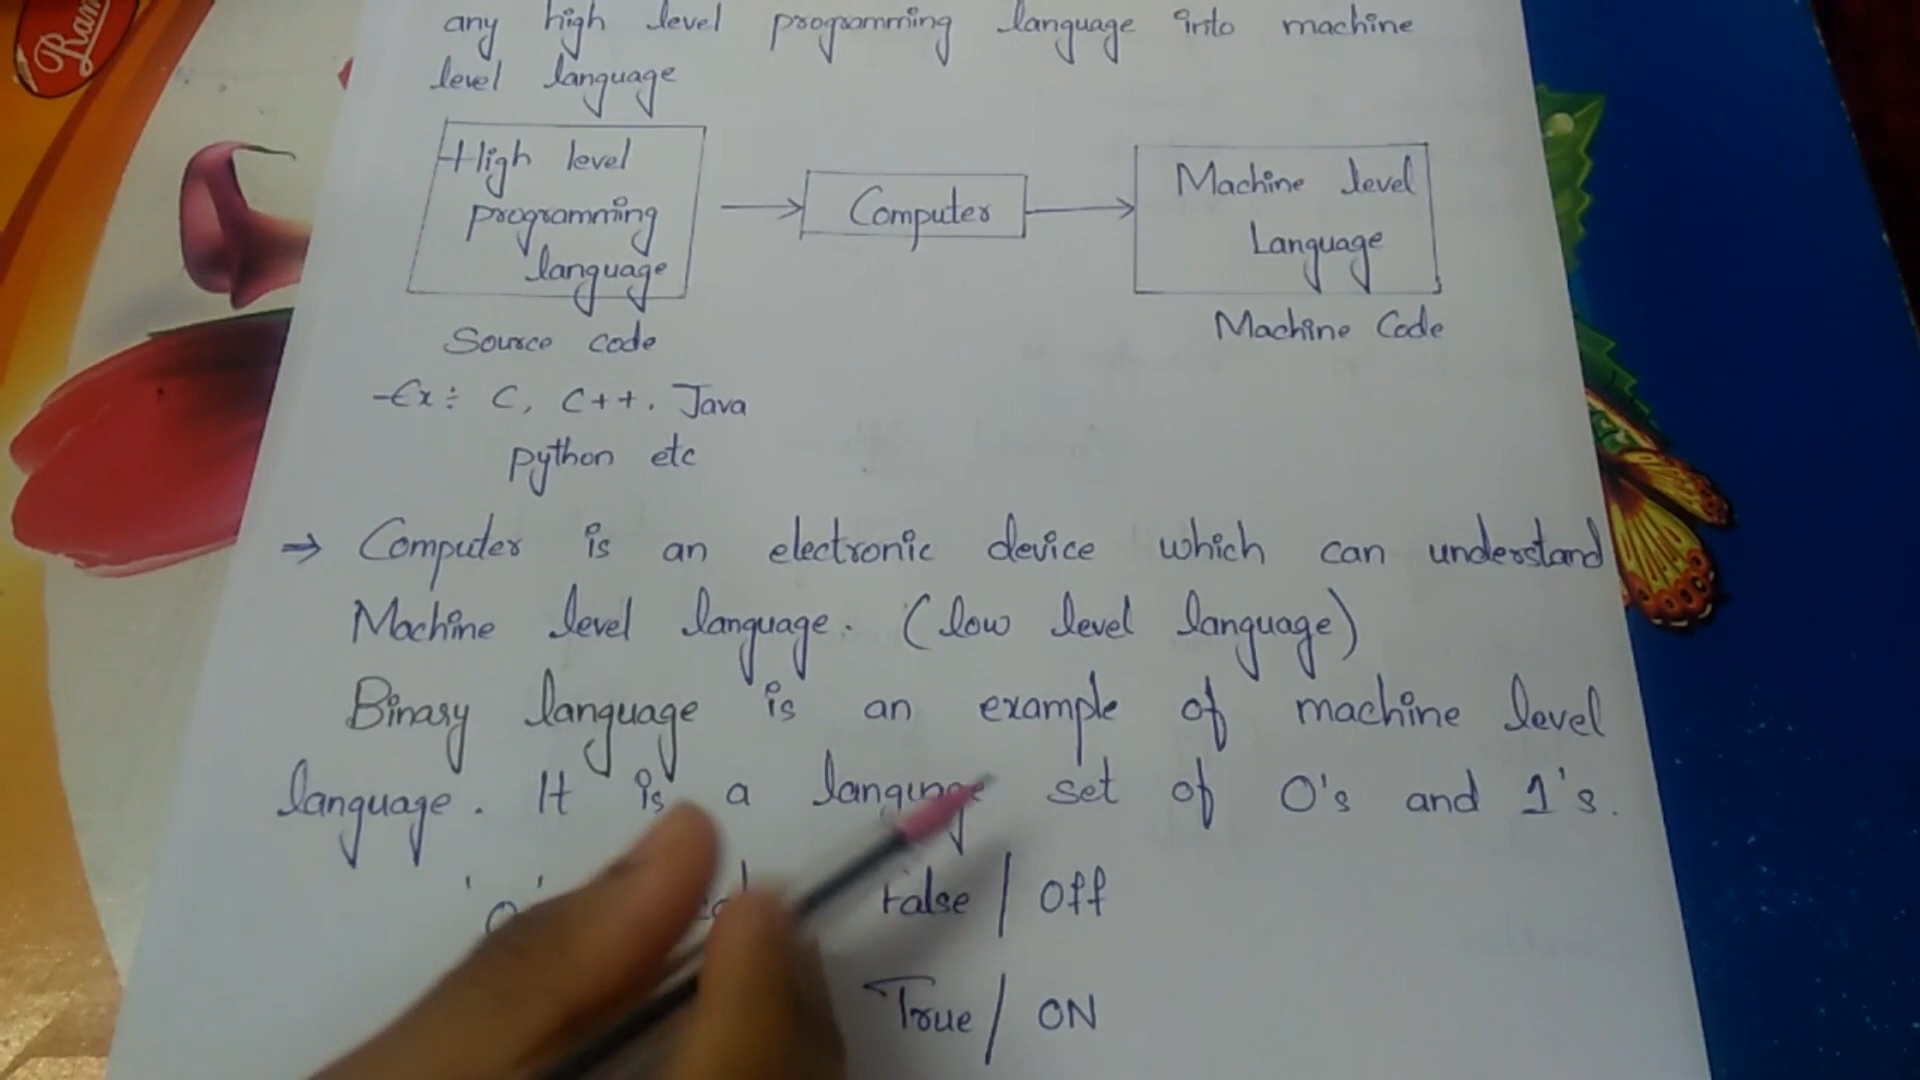 any high level programming language into machine
level language
High level
programming
language
Computer
Machine level
Language
Source code
Machine Code
Ex: C, C++, Java
python etc
⇒ Computer is an electronic device which can understand
Machine level language. (low level language)
Binary language is an example of machine level
language. It is a language set of 0's and 1's.
'0' False / Off
True / ON